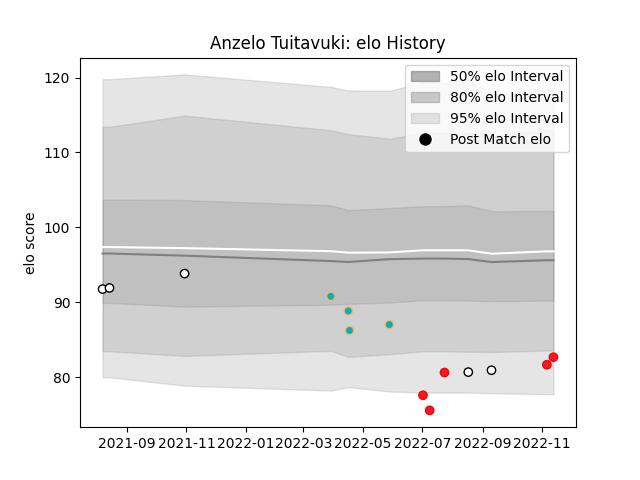 Anzelo Tuitavuki: elo History
50% elo Interval
80% elo Interval
95% elo Interval
Post Match elo
elo score
120
110
100
90
80
2021-09 2021-11 2022-01 2022-03 2022-05 2022-07 2022-09 2022-11